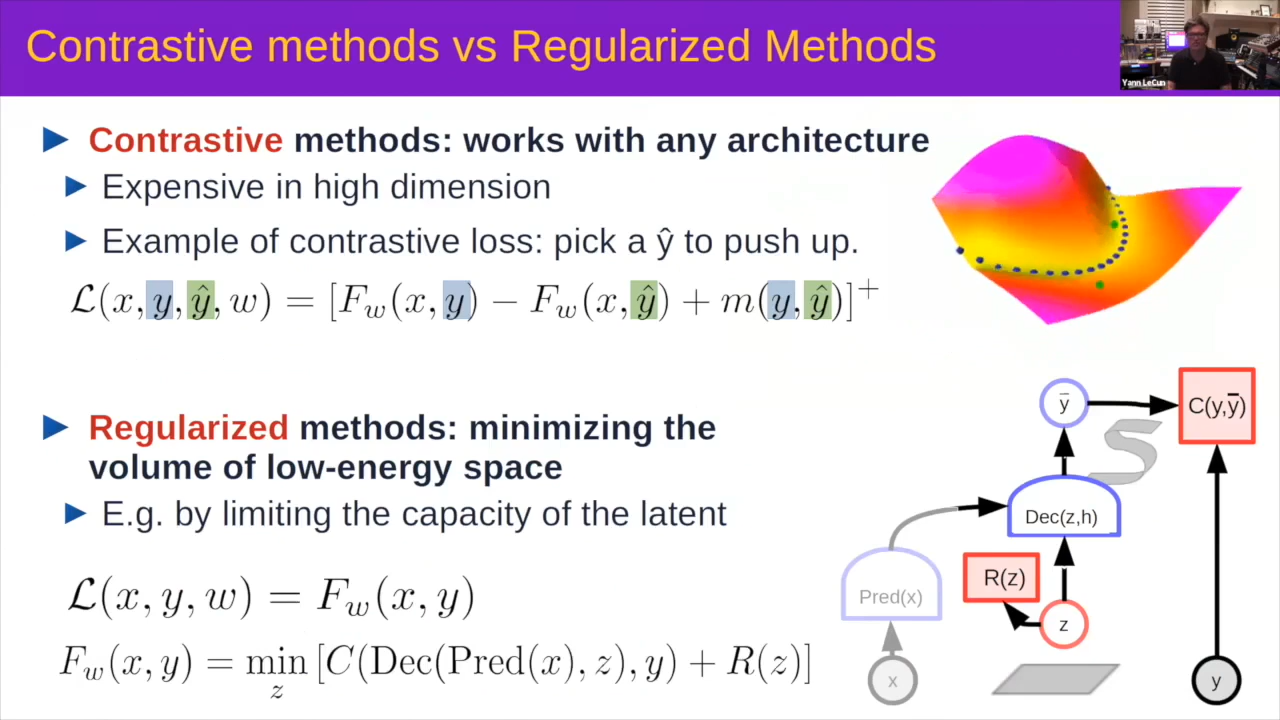 Contrastive methods vs Regularized Methods
Yann LeCun
Contrastive methods: works with any architecture
Expensive in high dimension
Example of contrastive loss: pick a ŷ to push up.
ℒ(x, y, ŷ, w) = [F_w(x, y) − F_w(x, ŷ) + m(y, ŷ)]⁺
Regularized methods: minimizing the
volume of low-energy space
E.g. by limiting the capacity of the latent
ℒ(x, y, w) = F_w(x, y)
F_w(x, y) = min_z [C(Dec(Pred(x), z), y) + R(z)]
ȳ
C(y,ȳ)
Dec(z,h)
R(z)
Pred(x)
z
x
y